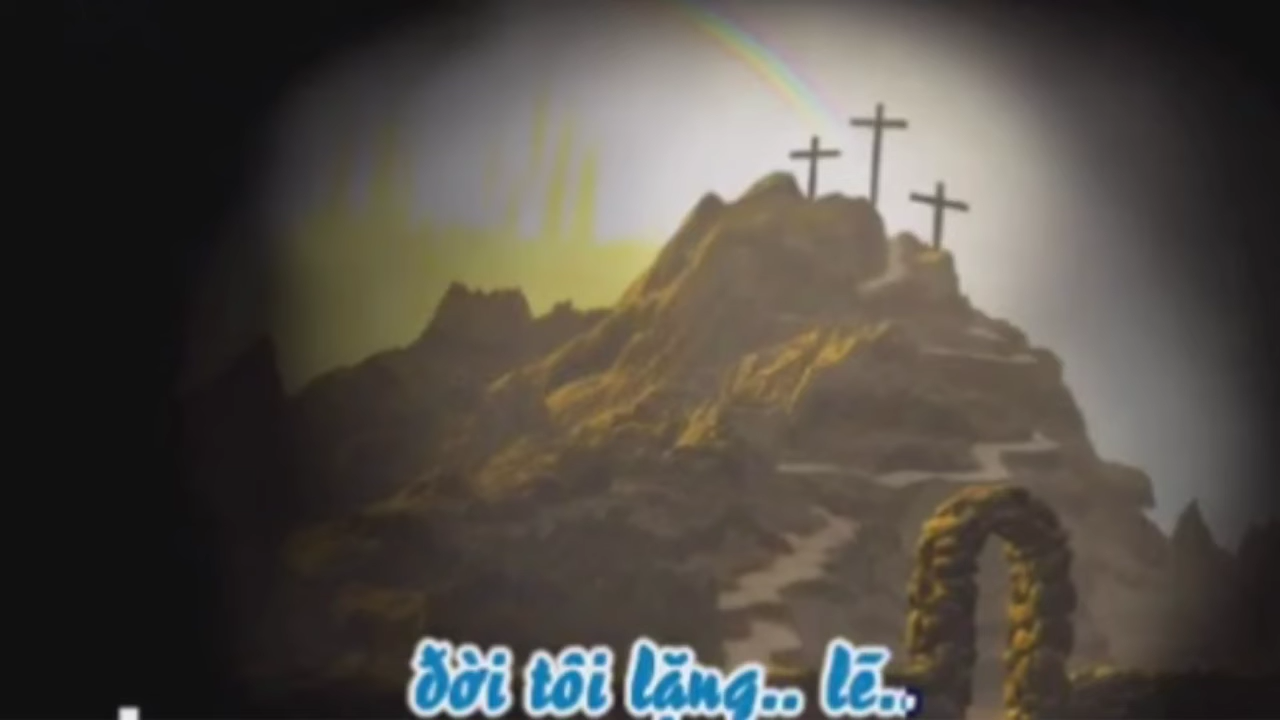 đời tôi lặng.. lẽ..